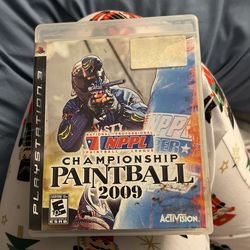 PLAYSTATION 3
NPPL
CHAMPIONSHIP
PAINTBALL
2009
E
ACTIVISION